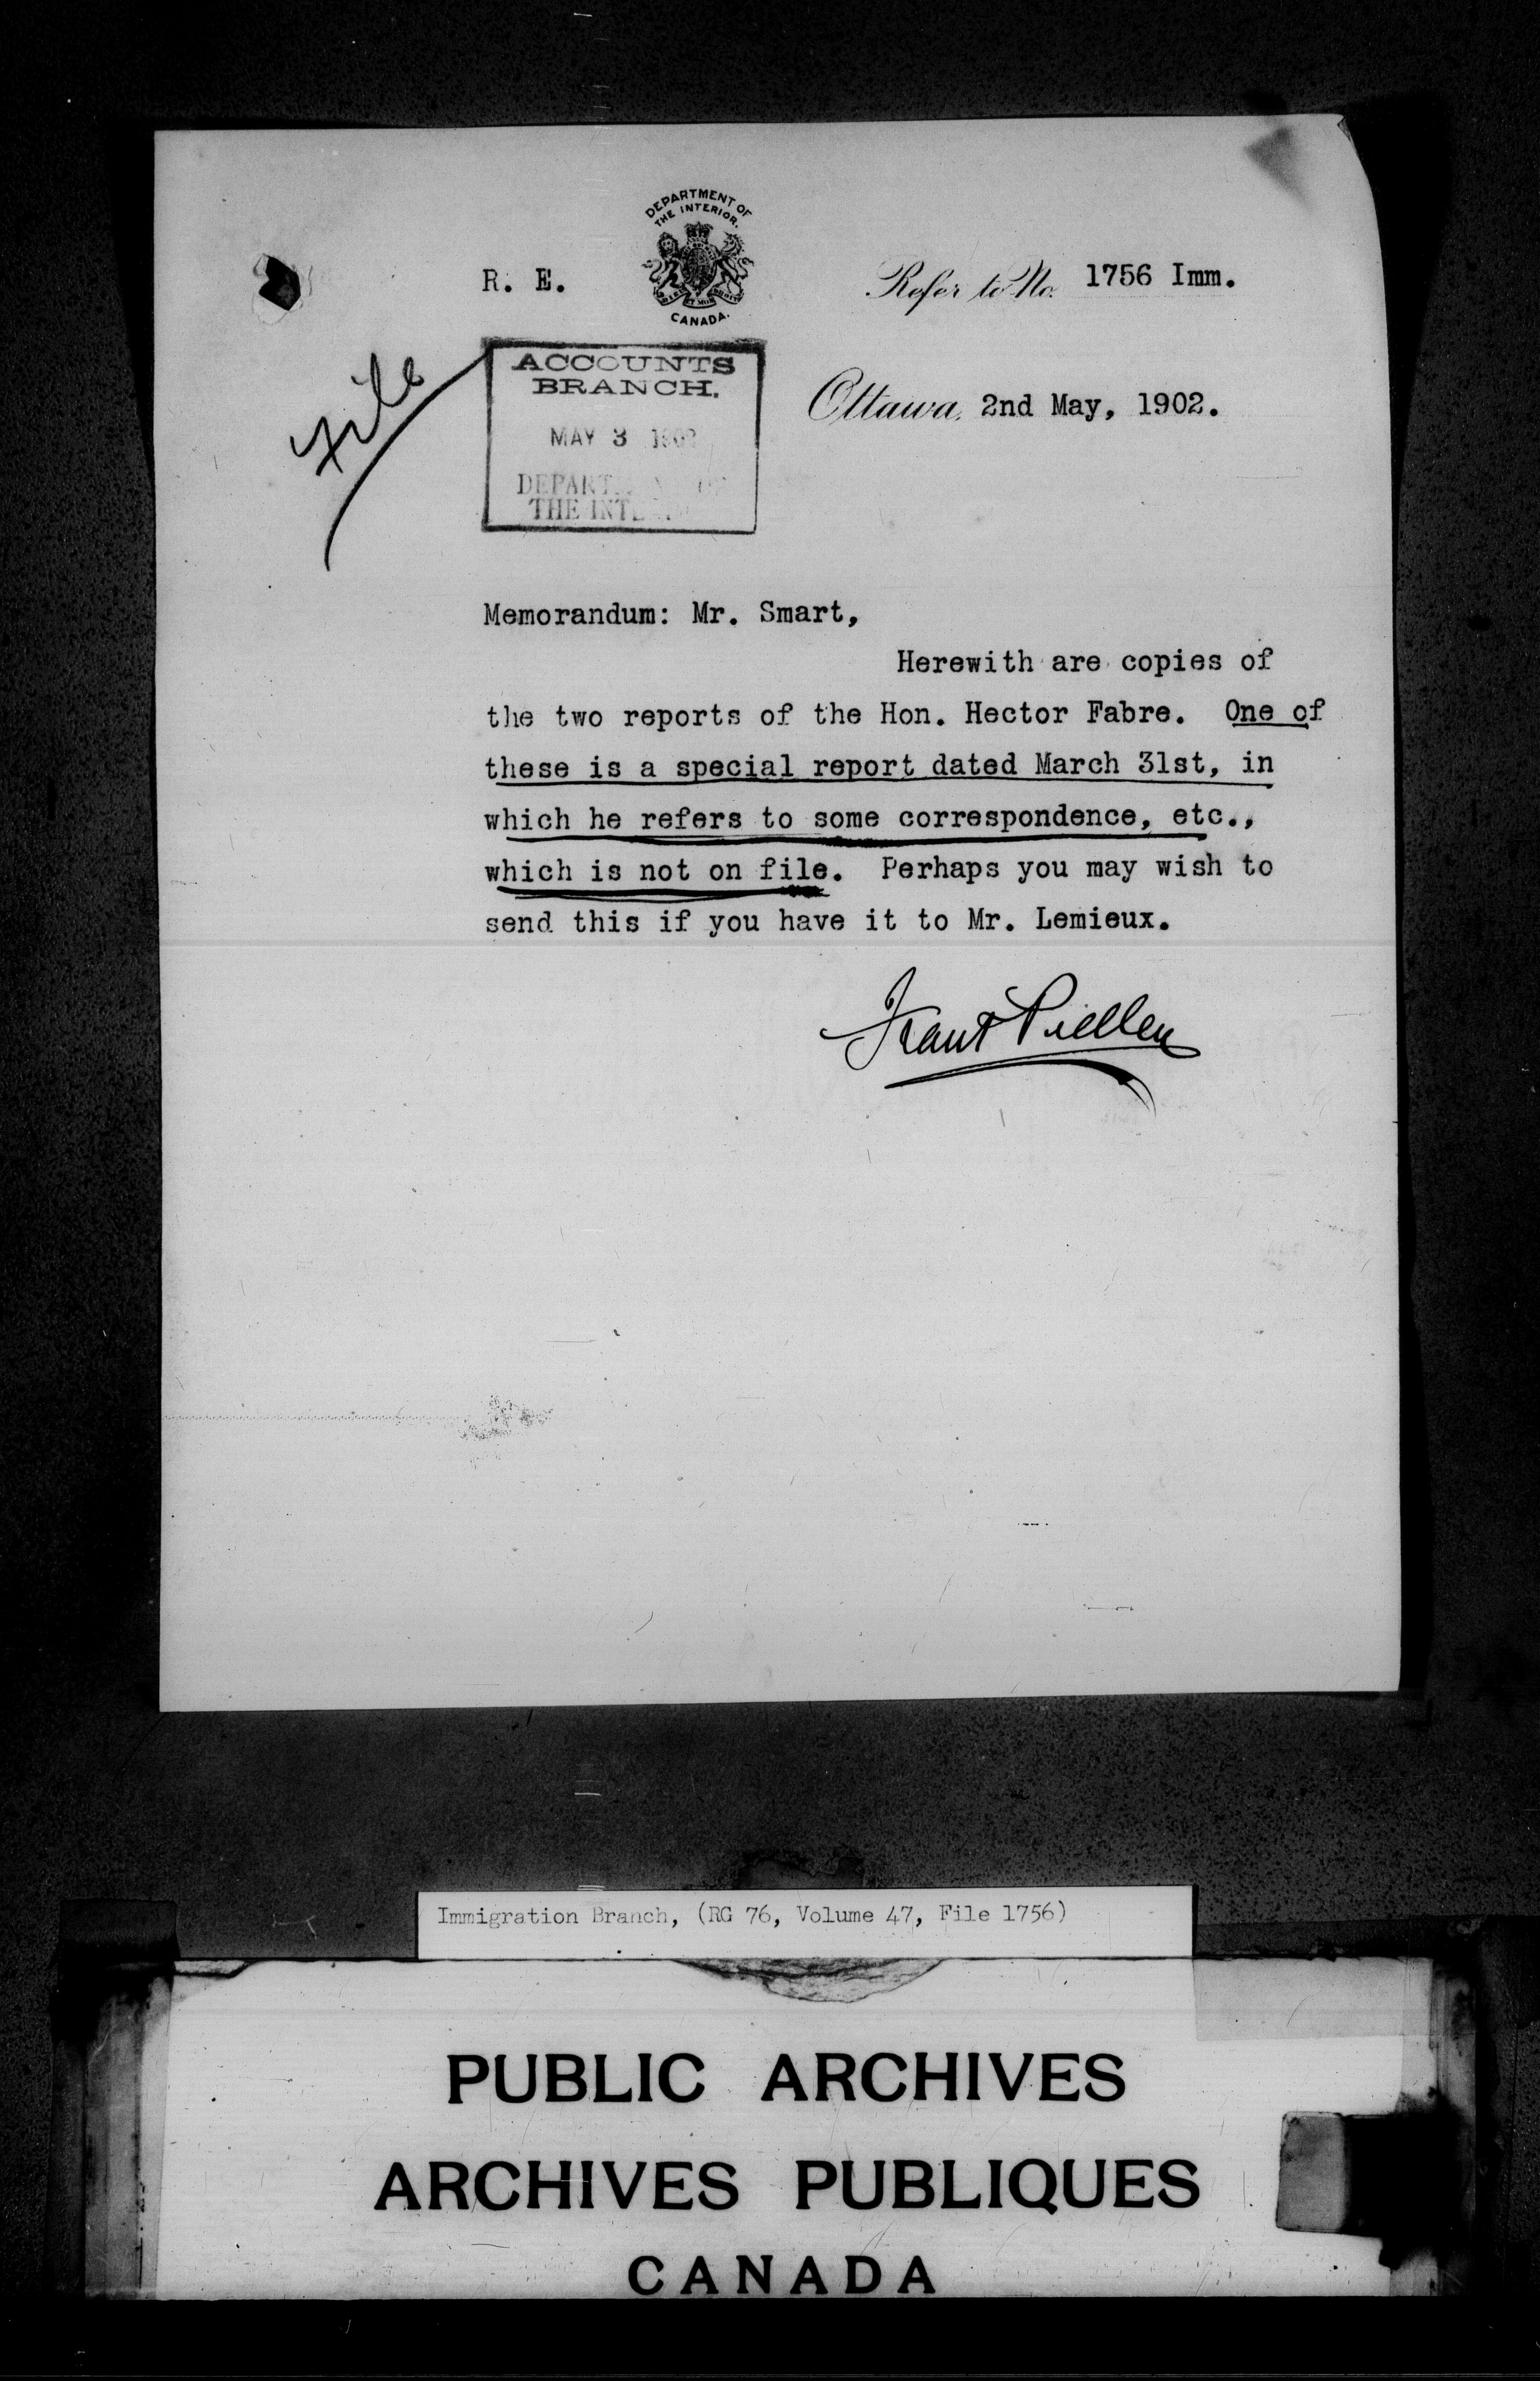 DEPARTMENT OF
THE INTERIOR.
CANADA.
R. E.
Refer to No. 1756 Imm.
File
ACCOUNTS
BRANCH.
MAY 3 1902
THE
Ottawa, 2nd May, 1902.
Memorandum: Mr. Smart,
Herewith are copies of
the two reports of the Hon. Hector Fabre. One of
these is a special report dated March 31st, in
which he refers to some correspondence, etc.,
which is not on file. Perhaps you may wish to
send this if you have it to Mr. Lemieux.
Frank
Immigration Branch, (RG 76, Volume 47, File 1756)
PUBLIC ARCHIVES
ARCHIVES PUBLIQUES
CANADA